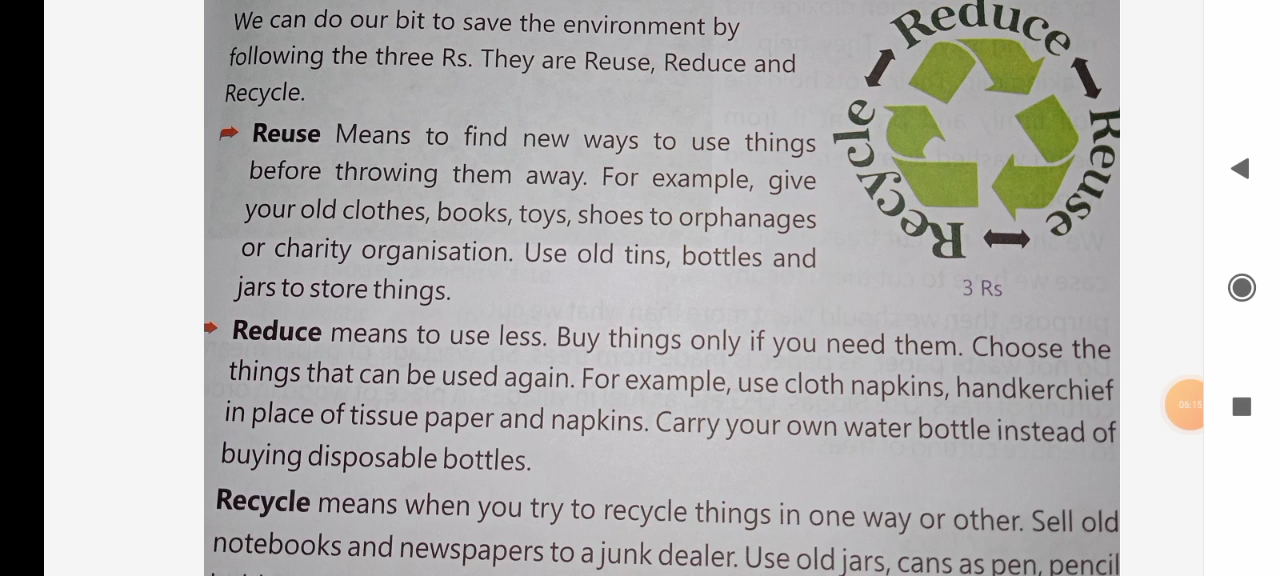 We can do our bit to save the environment by
following the three Rs. They are Reuse, Reduce and
Recycle.
Reuse Means to find new ways to use things
before throwing them away. For example, give
your old clothes, books, toys, shoes to orphanages
or charity organisation. Use old tins, bottles and
jars to store things.
Reduce
Reuse
Recycle
3 Rs
Reduce means to use less. Buy things only if you need them. Choose the
things that can be used again. For example, use cloth napkins, handkerchief
in place of tissue paper and napkins. Carry your own water bottle instead of
buying disposable bottles.
Recycle means when you try to recycle things in one way or other. Sell old
notebooks and newspapers to a junk dealer. Use old jars, cans as pen, pencil
06:15